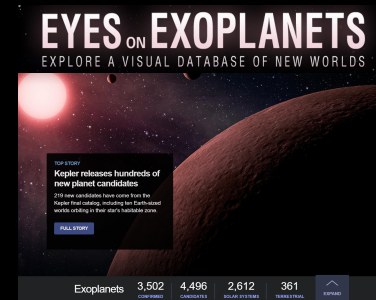 EYES ON EXOPLANETS
EXPLORE A VISUAL DATABASE OF NEW WORLDS
TOP STORY
Kepler releases hundreds of
new planet candidates
219 new candidates have come from the
Kepler final catalog, including ten Earth-sized
worlds orbiting in their star's habitable zone.
FULL STORY
Exoplanets 3,502 4,496 2,612 361
CONFIRMED CANDIDATES SOLAR SYSTEMS TERRESTRIAL EXPAND